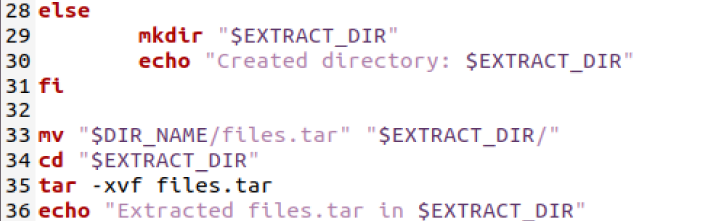 28 else
29         mkdir "$EXTRACT_DIR"
30         echo "Created directory: $EXTRACT_DIR"
31 fi
32
33 mv "$DIR_NAME/files.tar" "$EXTRACT_DIR/"
34 cd "$EXTRACT_DIR"
35 tar -xvf files.tar
36 echo "Extracted files.tar in $EXTRACT_DIR"